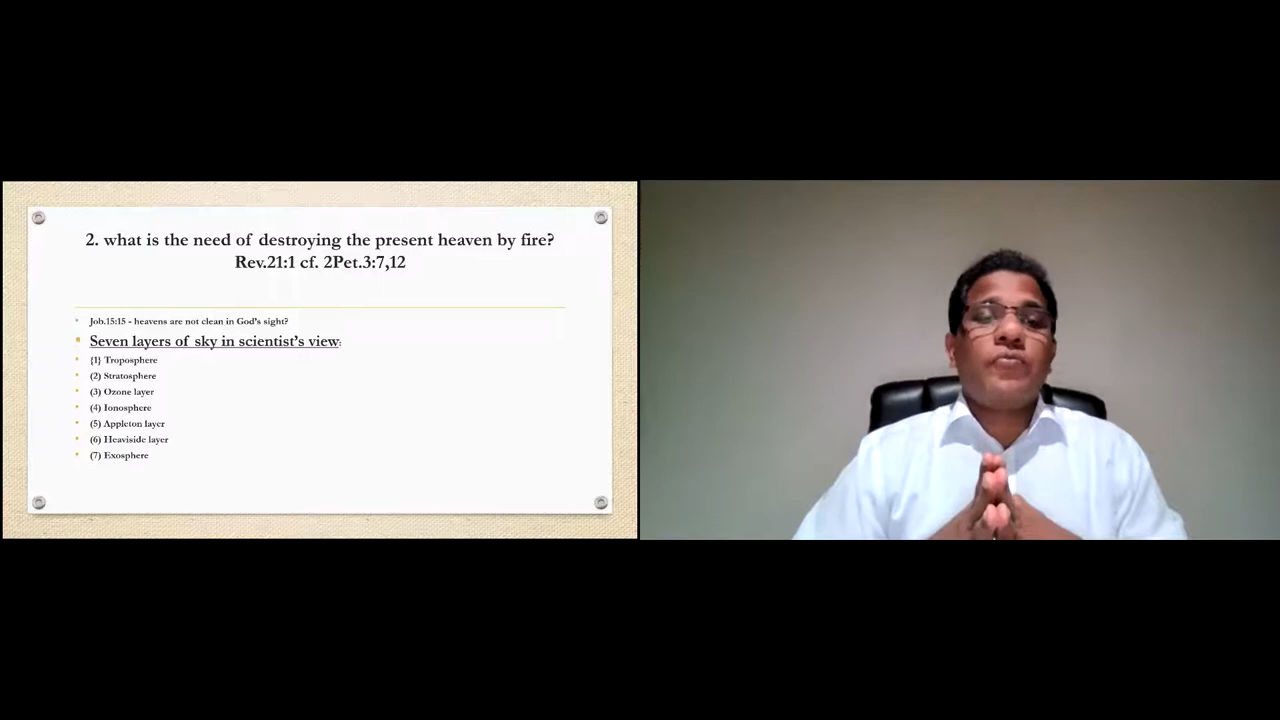 2. what is the need of destroying the present heaven by fire?
Rev.21:1 cf. 2Pet.3:7,12
Job.15:15 - heavens are not clean in God's sight?
Seven layers of sky in scientist's view:
{1} Troposphere
(2) Stratosphere
(3) Ozone layer
(4) Ionosphere
(5) Appleton layer
(6) Heaviside layer
(7) Exosphere